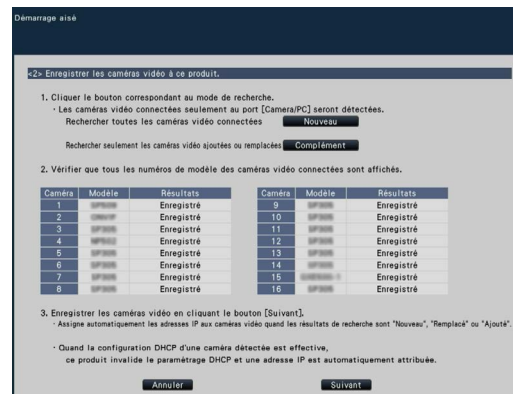 Démarrage aisé
<2> Enregistrer les caméras vidéo à ce produit.
1. Cliquer le bouton correspondant au mode de recherche.
· Les caméras vidéo connectées seulement au port [Camera/PC] seront détectées.
Rechercher toutes les caméras vidéo connectées Nouveau
Rechercher seulement les caméras vidéo ajoutées ou remplacées Complément
2. Vérifier que tous les numéros de modèle des caméras vidéo connectées sont affichés.
Caméra Modèle Résultats Caméra Modèle Résultats
1 Enregistré 9 Enregistré
2 Enregistré 10 Enregistré
3 Enregistré 11 Enregistré
4 Enregistré 12 Enregistré
5 Enregistré 13 Enregistré
6 Enregistré 14 Enregistré
7 Enregistré 15 Enregistré
8 Enregistré 16 Enregistré
3. Enregistrer les caméras vidéo en cliquant le bouton [Suivant].
· Assigne automatiquement les adresses IP aux caméras vidéo quand les résultats de recherche sont "Nouveau", "Remplacé" ou "Ajouté".
· Quand la configuration DHCP d'une caméra détectée est effective,
ce produit invalide le paramétrage DHCP et une adresse IP est automatiquement attribuée.
Annuler Suivant